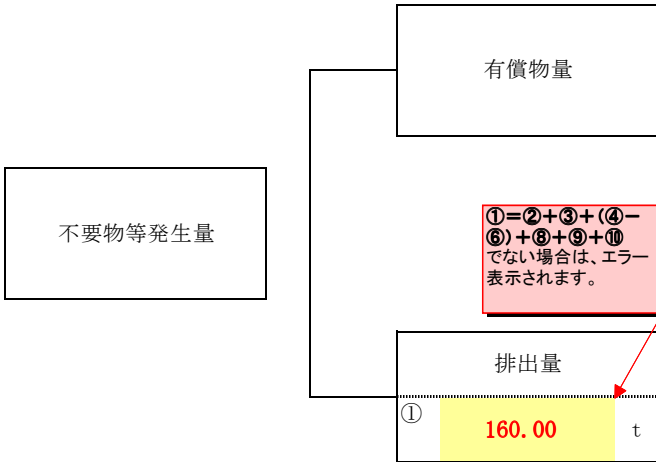 有償物量
不要物等発生量
①＝②＋③＋（④－
⑥）＋⑧＋⑨＋⑩
でない場合は、エラー
表示されます。
排出量
①
160.00 t